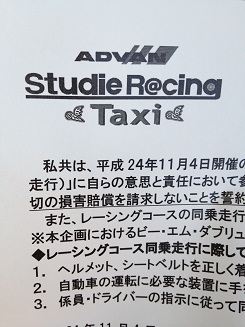 ADVAN
Studie R@cing
Taxi
私共は、平成24年11月4日開催の
走行)」に自らの意思と責任において参
切の損害賠償を請求しないことを誓約
また、レーシングコースの同乗走行
※本企画におけるビー・エム・ダブリュ
◆レーシングコース同乗走行に際して
1. ヘルメット、シートベルトを正しく着
2. 自動車の運転に必要な装置に手を
3. 係員・ドライバーの指示に従って同